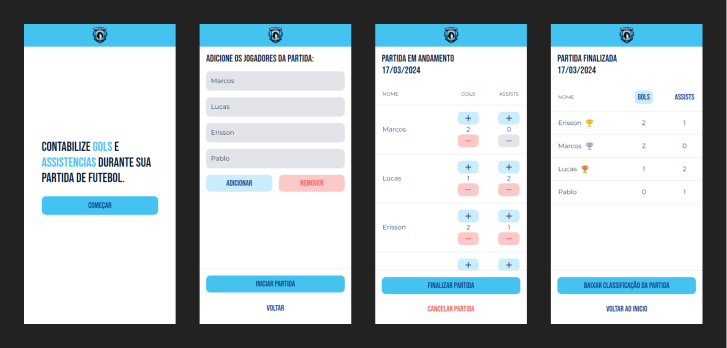 CONTABILIZE GOLS E
ASSISTENCIAS DURANTE SUA
PARTIDA DE FUTEBOL.
COMEÇAR
ADICIONE OS JOGADORES DA PARTIDA:
Marcos
Lucas
Erisson
Pablo
ADICIONAR REMOVER
INICIAR PARTIDA
VOLTAR
PARTIDA EM ANDAMENTO
17/03/2024
NOME GOLS ASSISTS
+ +
Marcos 2 0
− −
+ +
Lucas 1 2
− −
+ +
Erisson 2 1
− −
+ +
FINALIZAR PARTIDA
CANCELAR PARTIDA
PARTIDA FINALIZADA
17/03/2024
NOME GOLS ASSISTS
Erisson 2 1
Marcos 2 0
Lucas 1 2
Pablo 0 1
BAIXAR CLASSIFICAÇÃO DA PARTIDA
VOLTAR AO INICIO